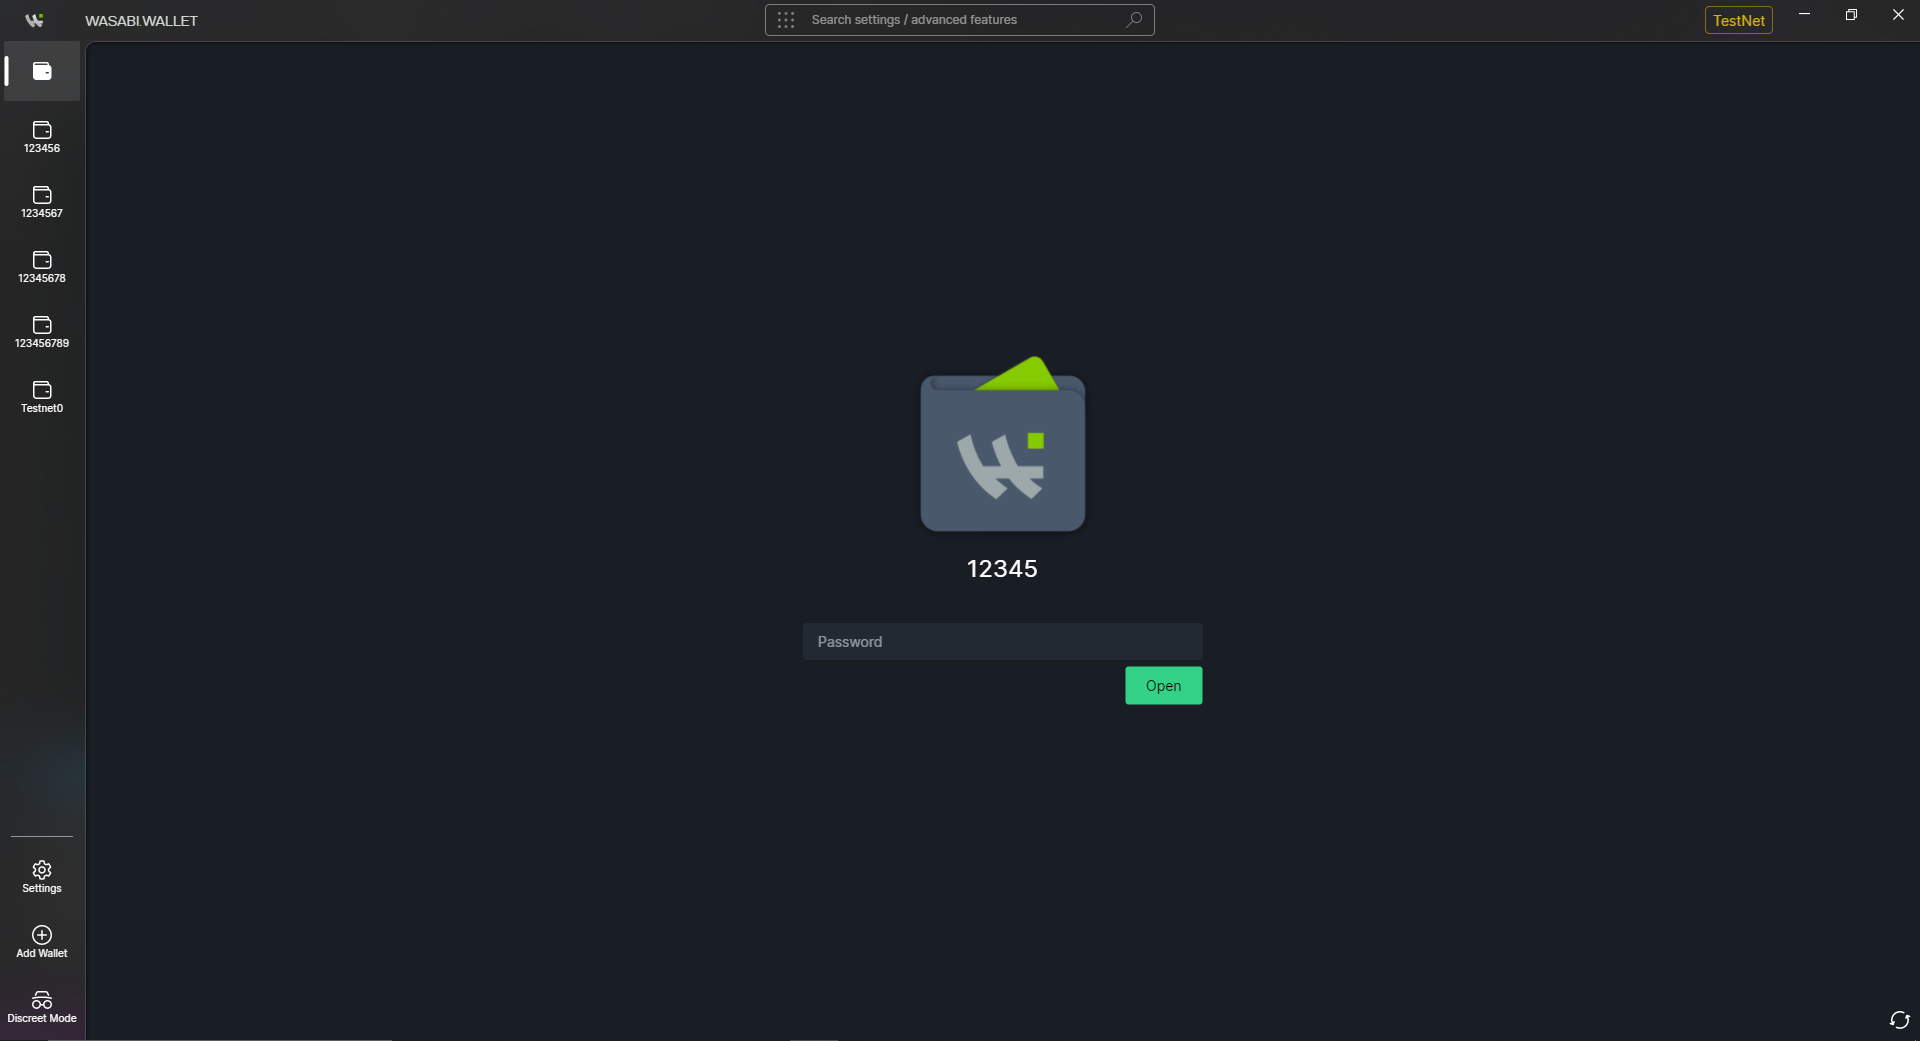 WASABI.WALLET
Search settings / advanced features
TestNet
123456
1234567
12345678
123456789
Testnet0
12345
Password
Open
Settings
Add Wallet
Discreet Mode